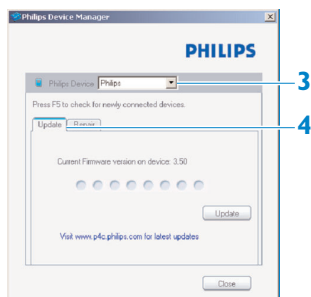 Philips Device Manager
PHILIPS
Philips Device Philips
3
Press F5 to check for newly connected devices.
Update Repair
4
Current Firmware version on device: 3.50
Update
Visit www.p4c.philips.com for latest updates
Close